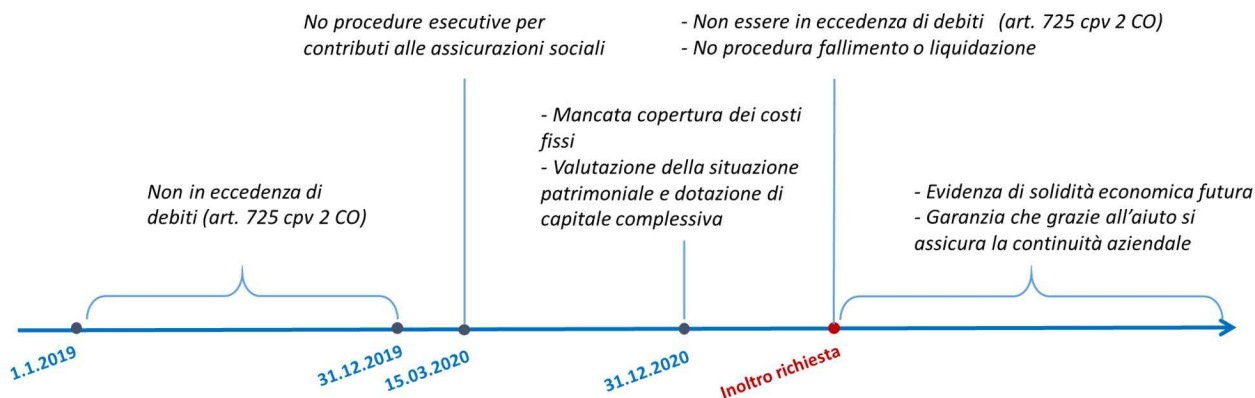 No procedure esecutive per
contributi alle assicurazioni sociali
- Non essere in eccedenza di debiti (art. 725 cpv 2 CO)
- No procedura fallimento o liquidazione
- Mancata copertura dei costi
fissi
- Valutazione della situazione
patrimoniale e dotazione di
capitale complessiva
Non in eccedenza di
debiti (art. 725 cpv 2 CO)
- Evidenza di solidità economica futura
- Garanzia che grazie all'aiuto si
assicura la continuità aziendale
1.1.2019
31.12.2019
15.03.2020
31.12.2020
Inoltro richiesta